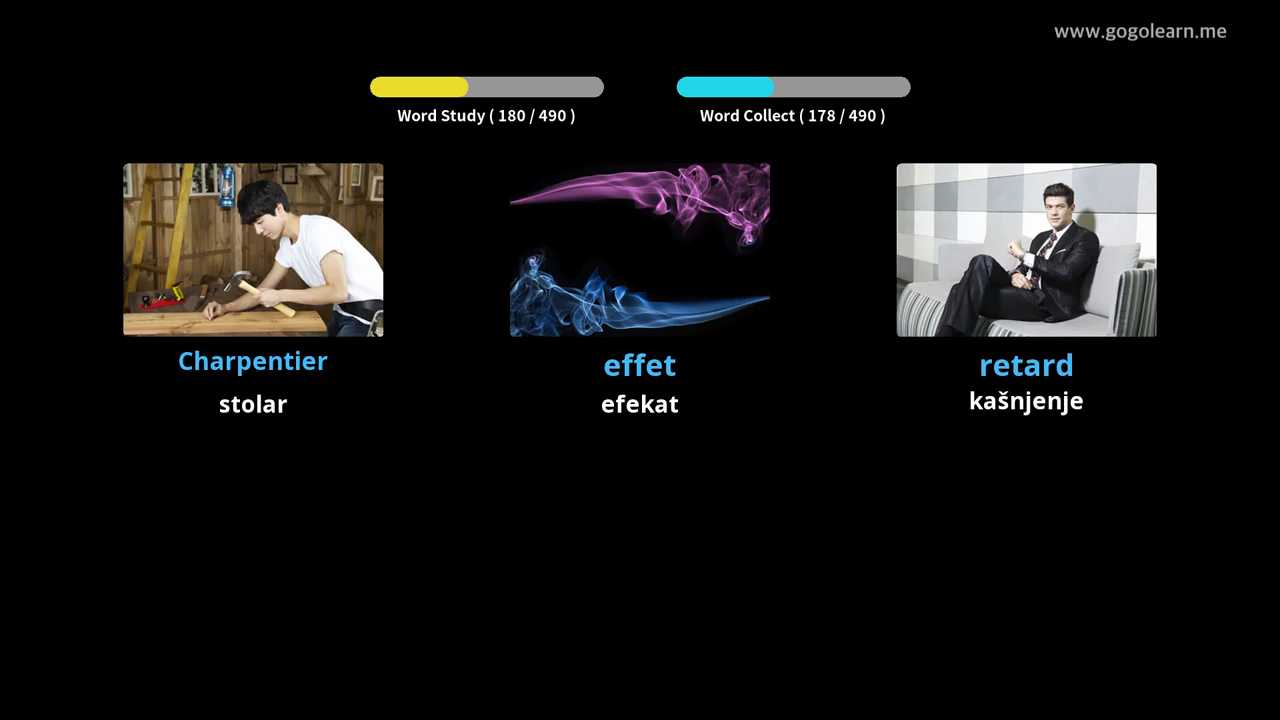 www.gogolearn.me
Word Study ( 180 / 490 )
Word Collect ( 178 / 490 )
Charpentier
stolar
effet
efekat
retard
kašnjenje